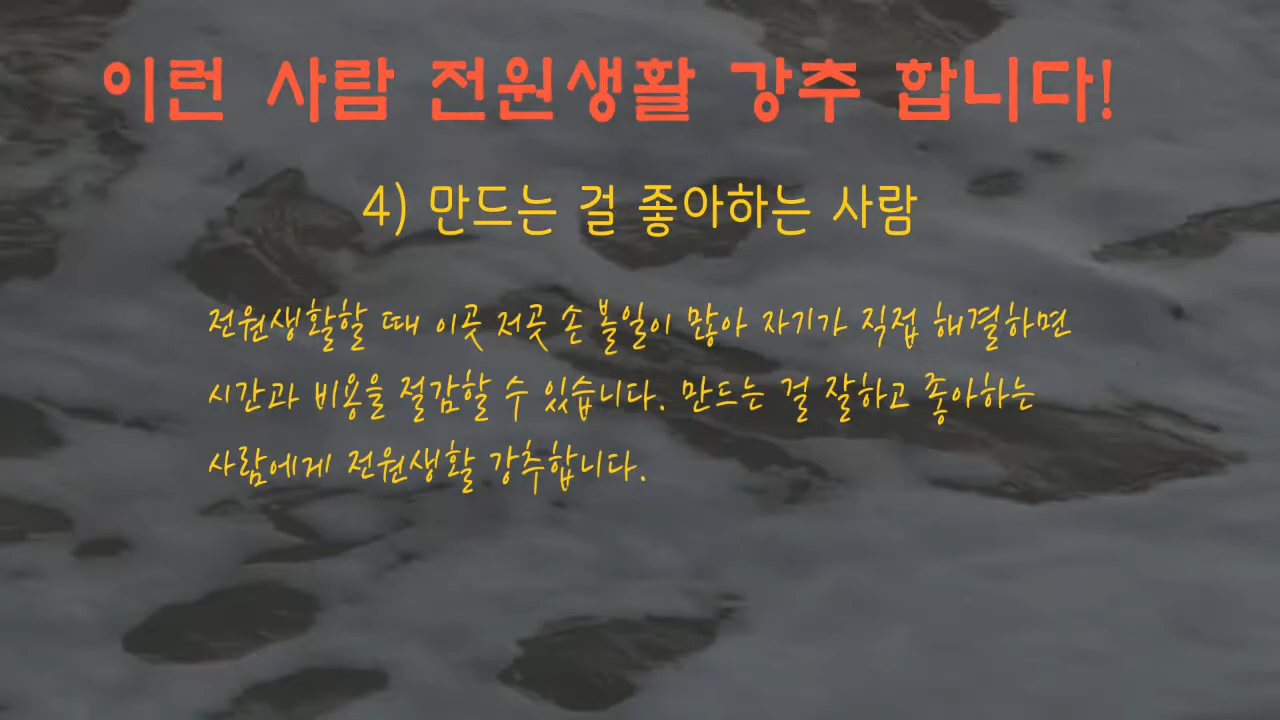 이런 사람 전원생활 강추 합니다!
4) 만드는 걸 좋아하는 사람
전원생활할 때 이곳 저곳 손 볼일이 많아 자기가 직접 해결하면
시간과 비용을 절감할 수 있습니다. 만드는 걸 잘하고 좋아하는
사람에게 전원생활 강추합니다.